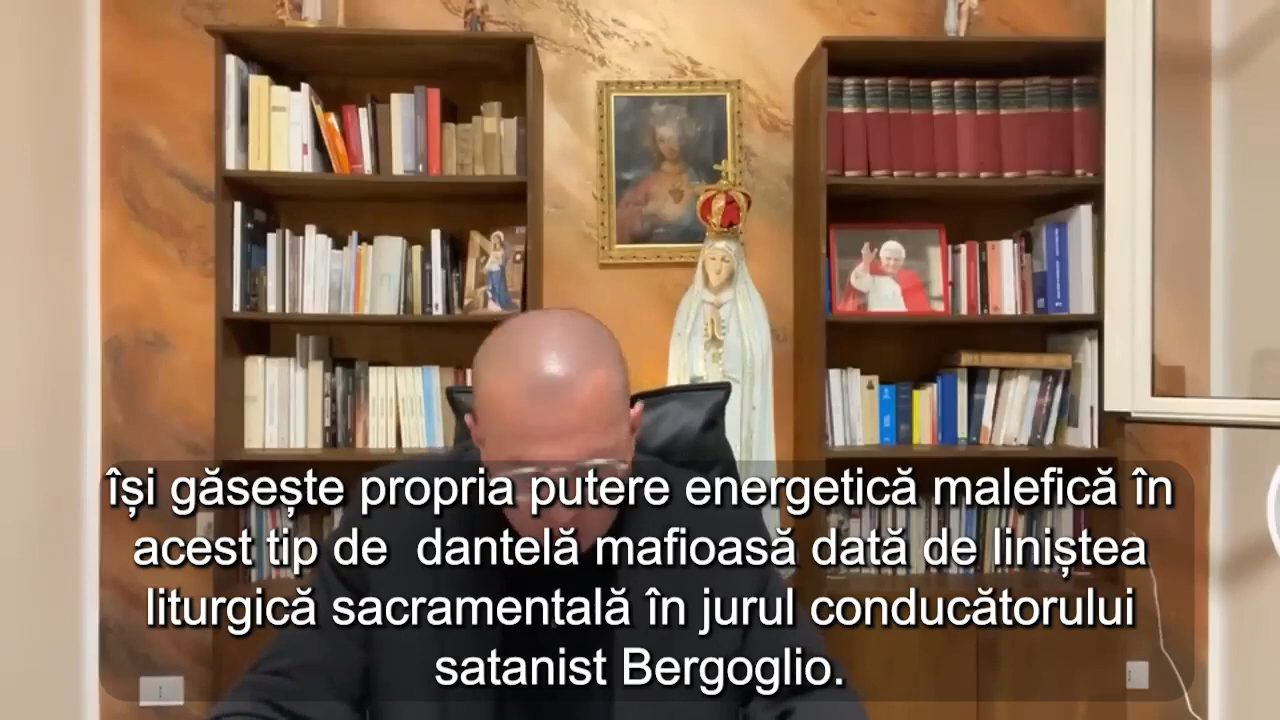 își găsește propria putere energetică malefică în
acest tip de  dantelă mafioasă dată de liniștea
liturgică sacramentală în jurul conducătorului
satanist Bergoglio.